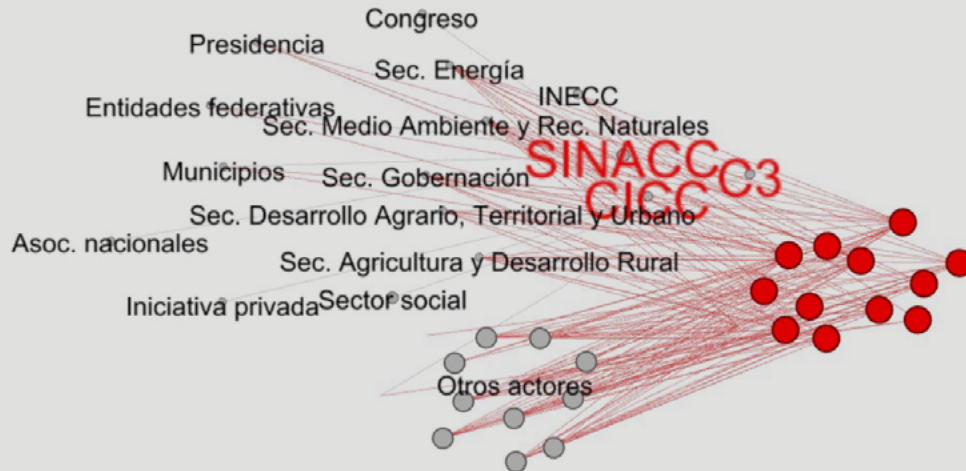 Congreso
Presidencia
Sec. Energía
INECC
Entidades federativas
Sec. Medio Ambiente y Rec. Naturales
SINACC
C3
Municipios
Sec. Gobernación
CICC
Sec. Desarrollo Agrario, Territorial y Urbano
Asoc. nacionales
Sec. Agricultura y Desarrollo Rural
Iniciativa privada
Sector social
Otros actores